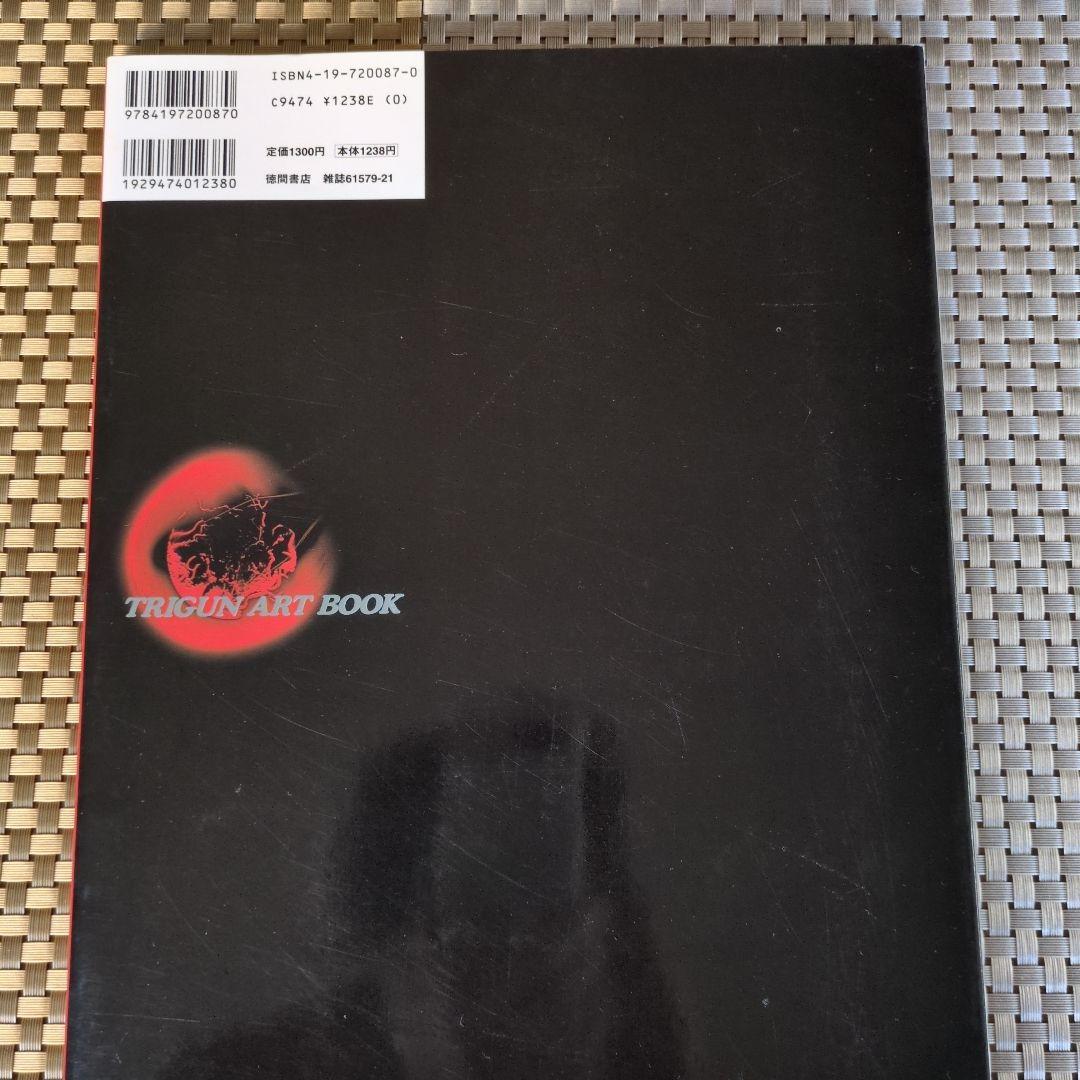 ISBN4-19-720087-0
C9474 ¥1238E (0)
9784197200870
定価1300円 本体1238円
1929474012380
徳間書店 雑誌61579-21
TRIGUN ART BOOK